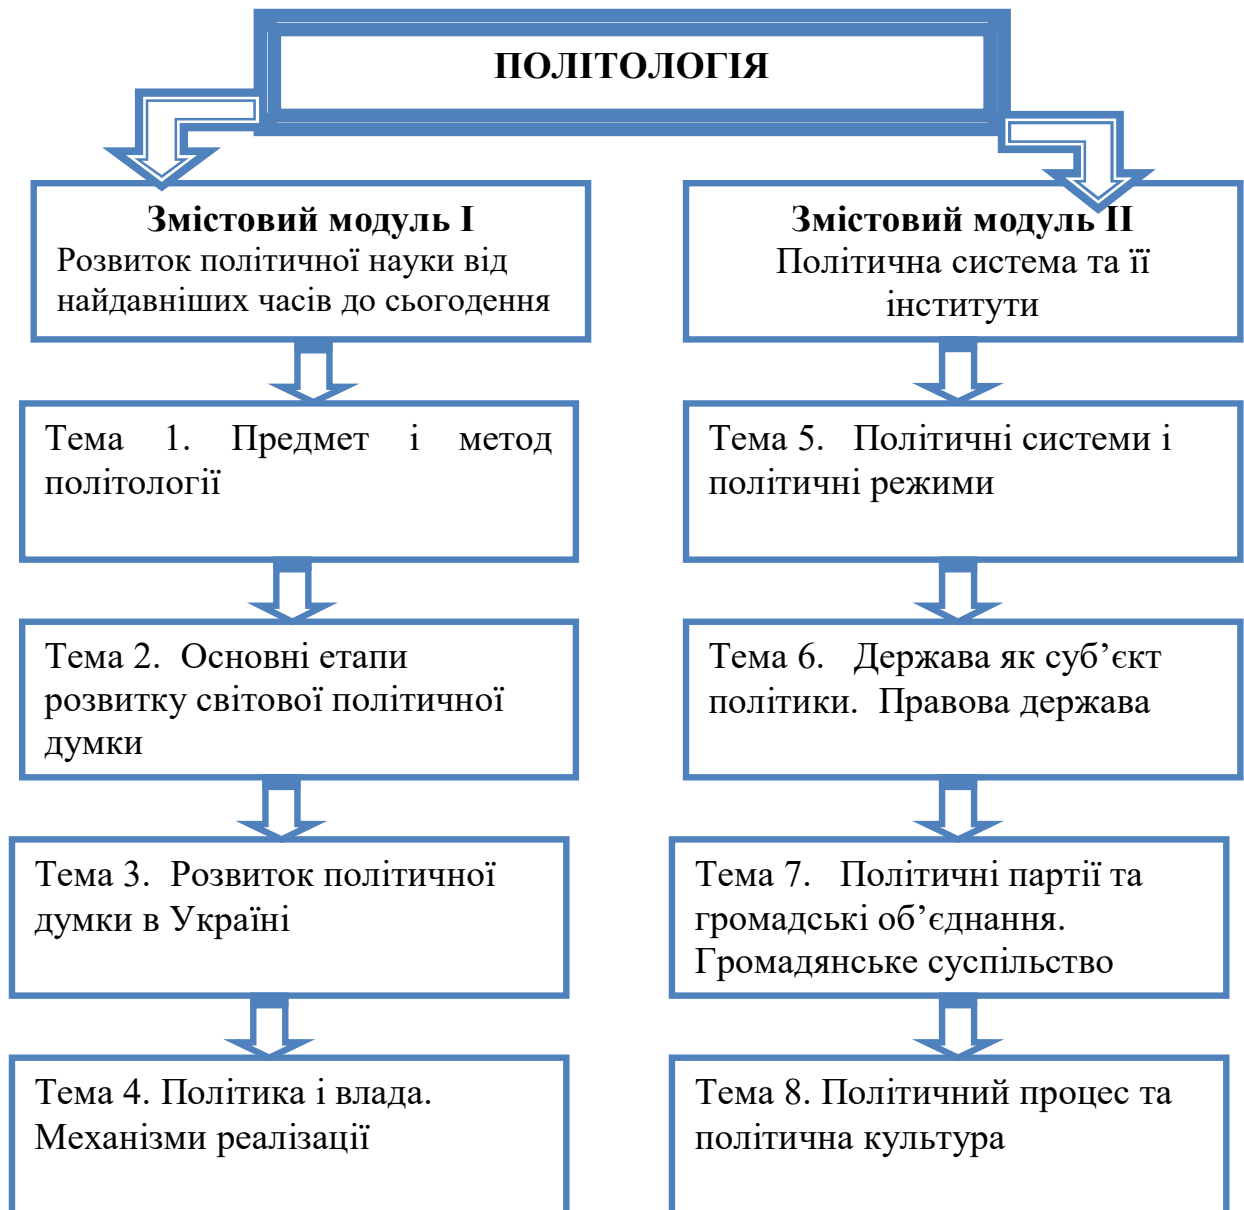 ПОЛІТОЛОГІЯ
Змістовий модуль І
Розвиток політичної науки від
найдавніших часів до сьогодення
Тема 1. Предмет і метод
політології
Тема 2. Основні етапи
розвитку світової політичної
думки
Тема 3. Розвиток політичної
думки в Україні
Тема 4. Політика і влада.
Механізми реалізації
Змістовий модуль ІІ
Політична система та її
інститути
Тема 5. Політичні системи і
політичні режими
Тема 6. Держава як суб’єкт
політики. Правова держава
Тема 7. Політичні партії та
громадські об’єднання.
Громадянське суспільство
Тема 8. Політичний процес та
політична культура